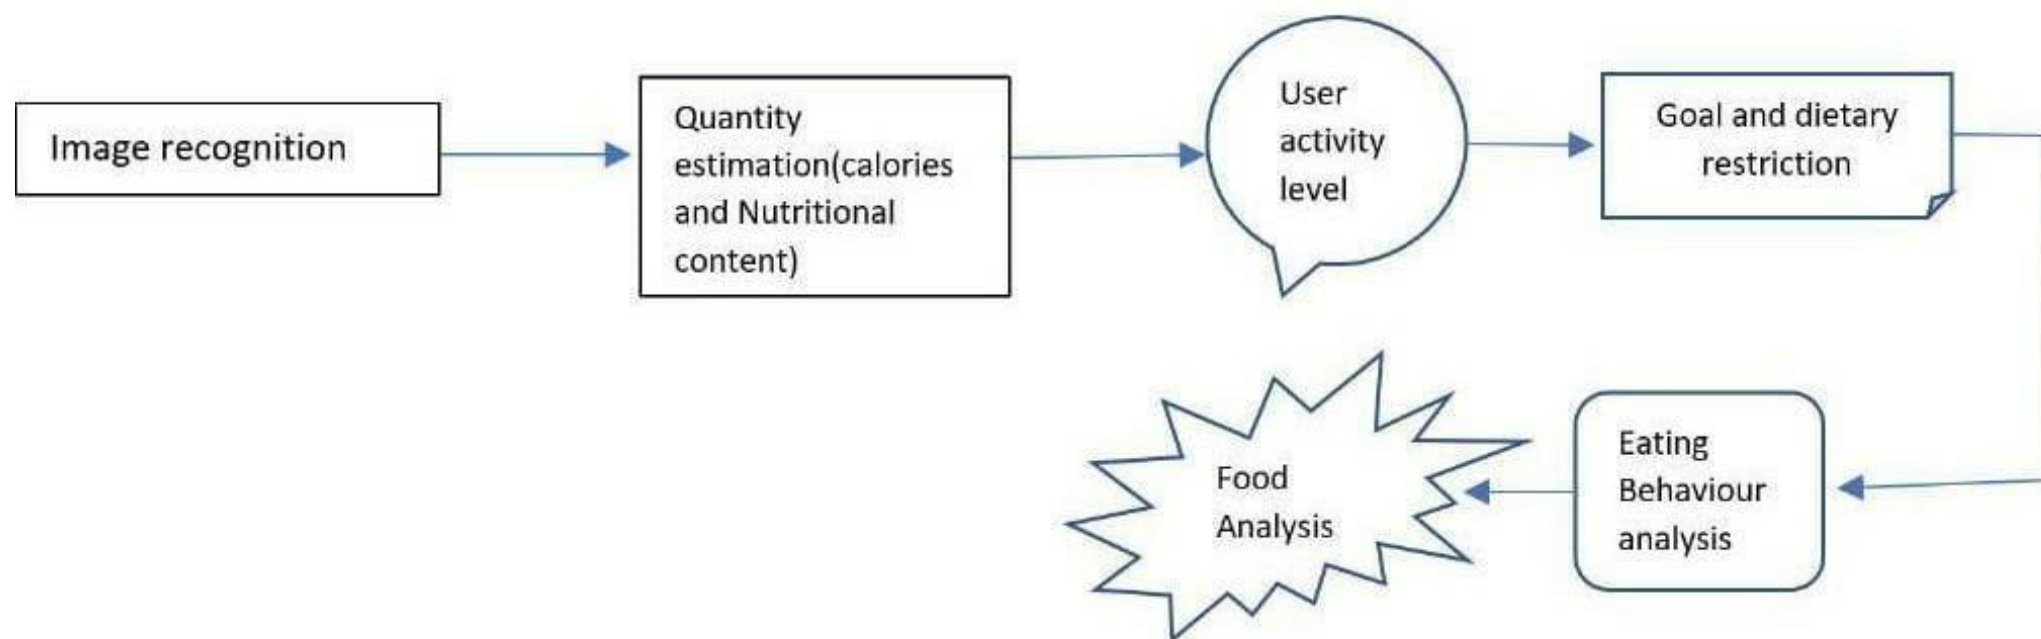 Image recognition
Quantity
estimation(calories
and Nutritional
content)
User
activity
level
Goal and dietary
restriction
Eating
Behaviour
analysis
Food
Analysis